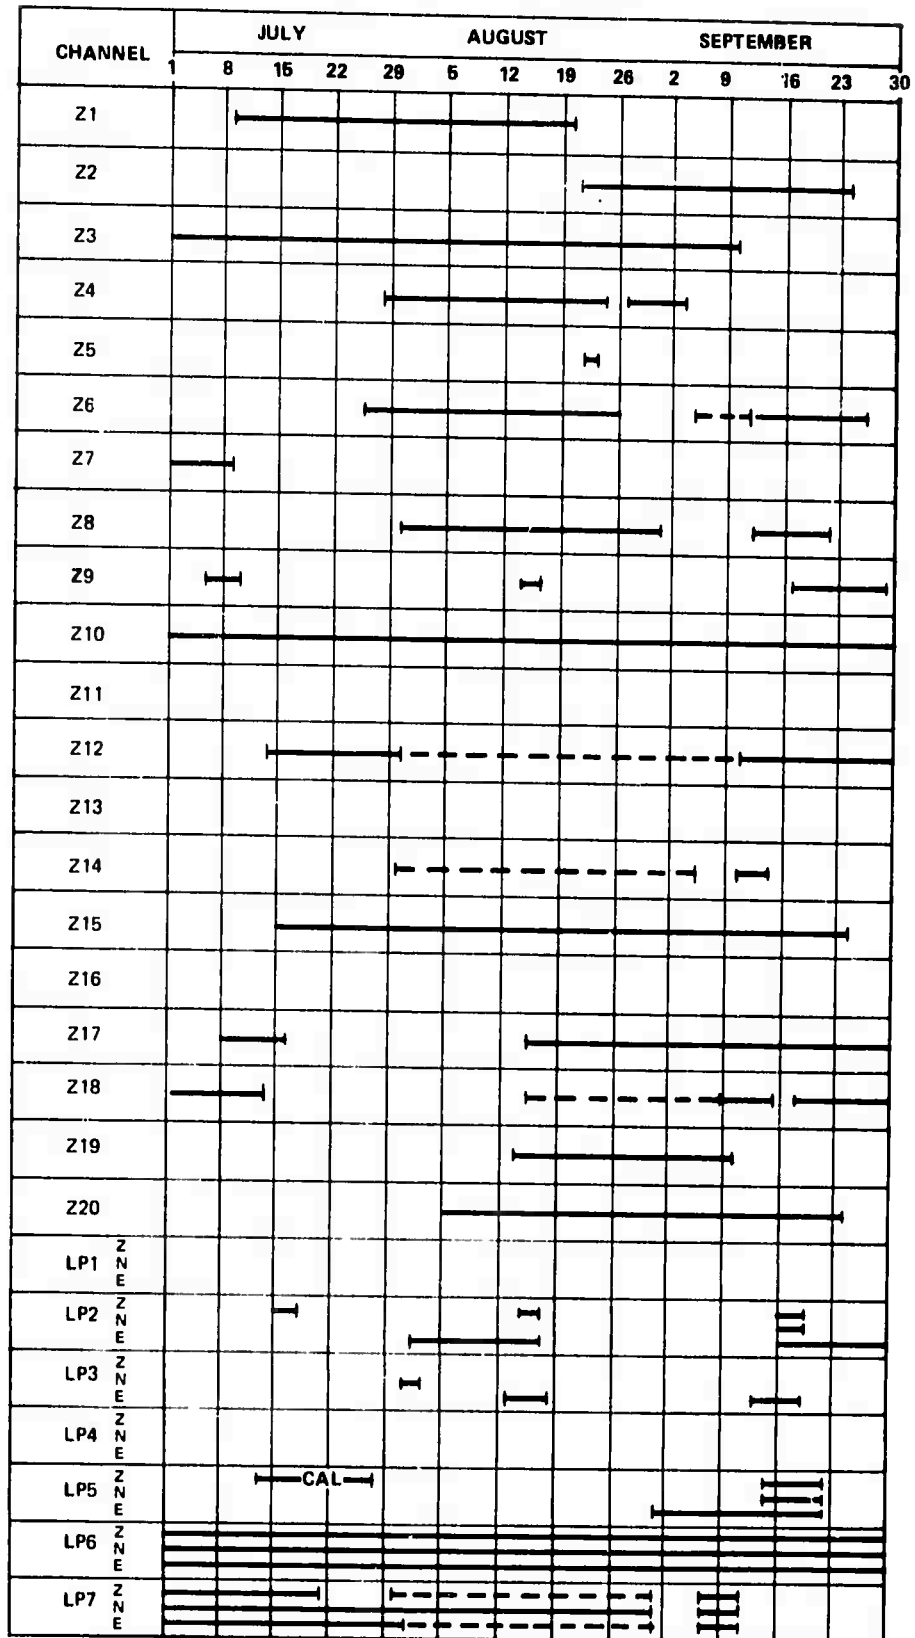 CHANNEL JULY AUGUST SEPTEMBER
1 8 15 22 29 5 12 19 26 2 9 16 23 30
Z1
Z2
Z3
Z4
Z5
Z6
Z7
Z8
Z9
Z10
Z11
Z12
Z13
Z14
Z15
Z16
Z17
Z18
Z19
Z20
LP1 Z N E
LP2 Z N E
LP3 Z N E
LP4 Z N E
LP5 Z N E CAL
LP6 Z N E
LP7 Z N E